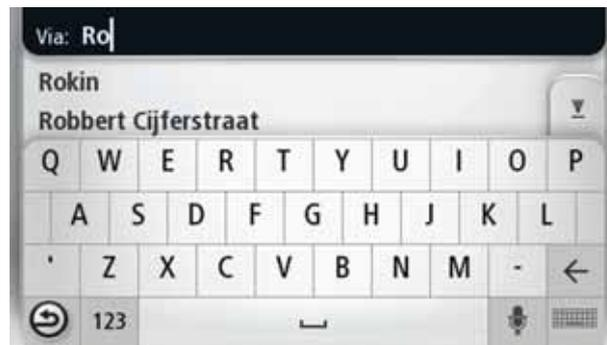 Via: Ro
Rokin
Robbert Cijferstraat
Q W E R T Y U I O P
A S D F G H J K L
' Z X C V B N M -
123